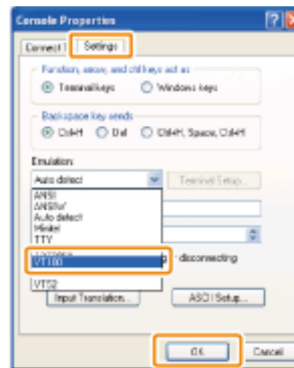 Console Properties
Connect T Settings
Function, arrow, and ctrl keys act as
Terminal keys Windows keys
Backspace key sends
Ctrl+H Del Ctrl+H, Space, Ctrl+H
Emulation:
Auto detect Terminal Setup...
ANSI
ANSIW
Auto detect
Minitel
TTY
VT100 disconnecting
VT52
Input Translation... ASCII Setup...
OK Cancel